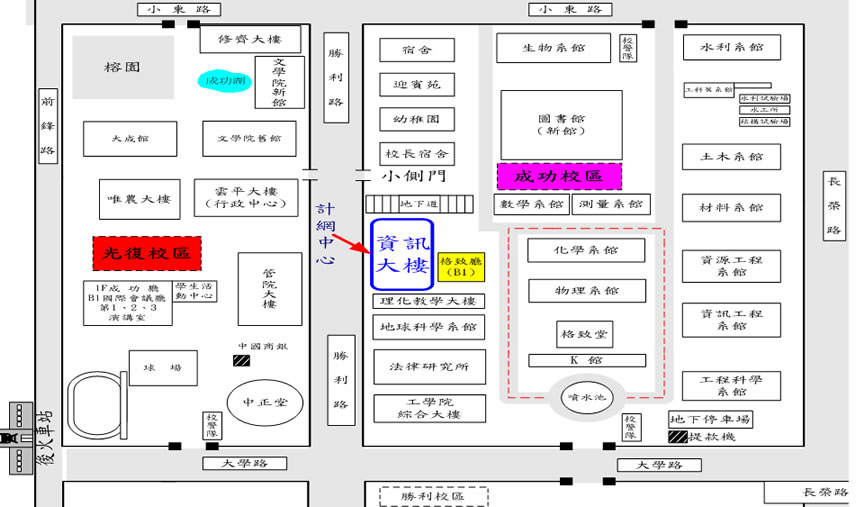 小東路
小東路
修齊大樓
榕園
成功湖
文學院新館
勝利路
宿舍
迎賓苑
幼稚園
校長宿舍
生物系館
校警隊
水利系館
工科系舊館
水利試驗場
水工所
結構試驗場
前鋒路
大成館
文學院舊館
圖書館
(新館)
土木系館
小側門
成功校區
唯農大樓
雲平大樓
(行政中心)
地下道
數學系館
測量系館
材料系館
長榮路
計網中心
光復校區
資訊
大樓
格致廳
(B1)
化學系館
資源工程
系館
管院大樓
1F成功廳
B1國際會議廳
第1、2、3
演講室
學生活
動中心
物理系館
理化教學大樓
地球科學系館
格致堂
資訊工程
系館
中國商銀
勝利路
球場
法律研究所
K館
工程科學
系館
中正堂
工學院
綜合大樓
噴水池
校警隊
校警隊
地下停車場
提款機
後火車站
大學路
大學路
勝利校區
長榮路